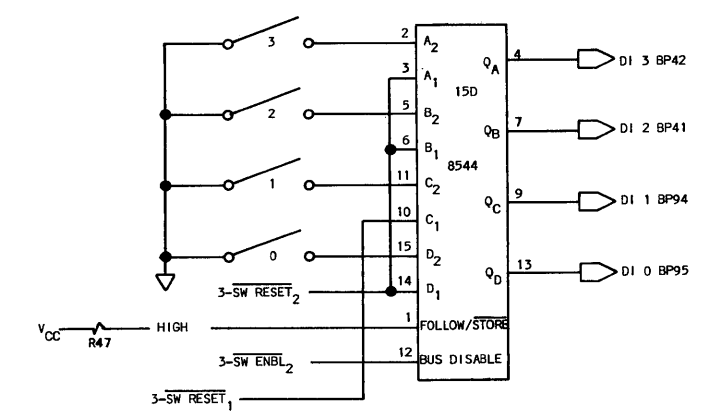 3
2 A2
QA 4 DI 3 BP42
3 A1
15D
2
5 B2
QB 7 DI 2 BP41
6 B1
8544
1
11 C2
QC 9 DI 1 BP94
10 C1
0
15 D2
QD 13 DI 0 BP95
3-SW RESET2 14 D1
VCC R47 HIGH 1 FOLLOW/STORE
3-SW ENBL2 12 BUS DISABLE
3-SW RESET1